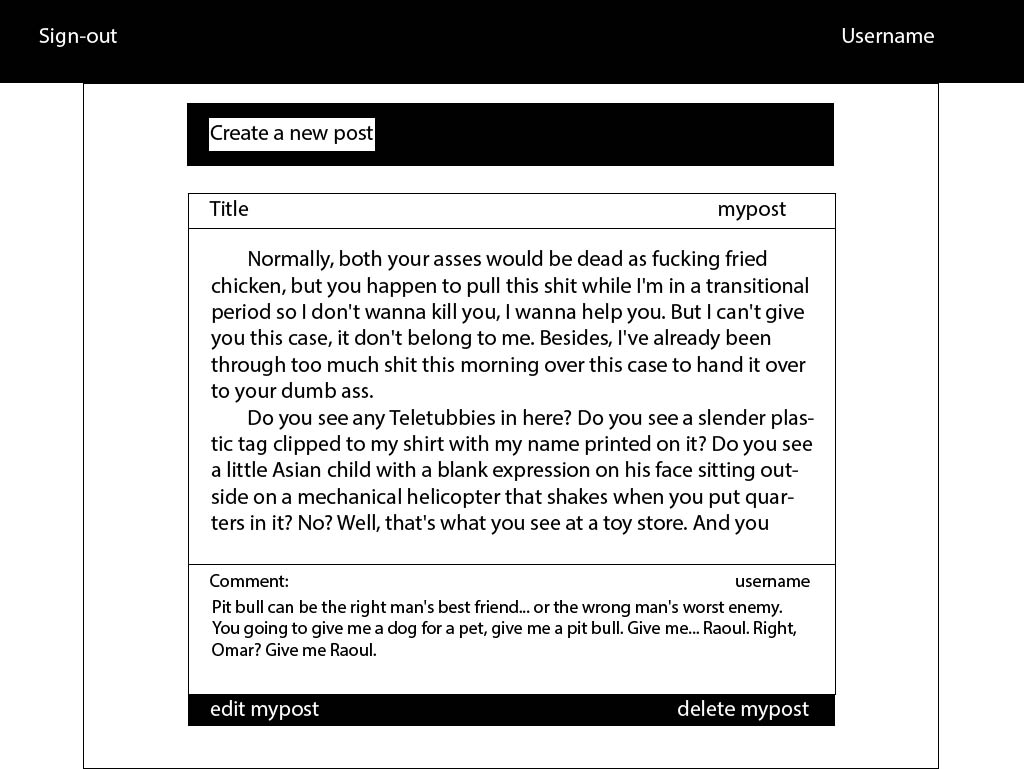 Sign-out Username
Create a new post
Title mypost
Normally, both your asses would be dead as fucking fried
chicken, but you happen to pull this shit while I'm in a transitional
period so I don't wanna kill you, I wanna help you. But I can't give
you this case, it don't belong to me. Besides, I've already been
through too much shit this morning over this case to hand it over
to your dumb ass.
Do you see any Teletubbies in here? Do you see a slender plas-
tic tag clipped to my shirt with my name printed on it? Do you see
a little Asian child with a blank expression on his face sitting out-
side on a mechanical helicopter that shakes when you put quar-
ters in it? No? Well, that's what you see at a toy store. And you
Comment: username
Pit bull can be the right man's best friend... or the wrong man's worst enemy.
You going to give me a dog for a pet, give me a pit bull. Give me... Raoul. Right,
Omar? Give me Raoul.
edit mypost delete mypost